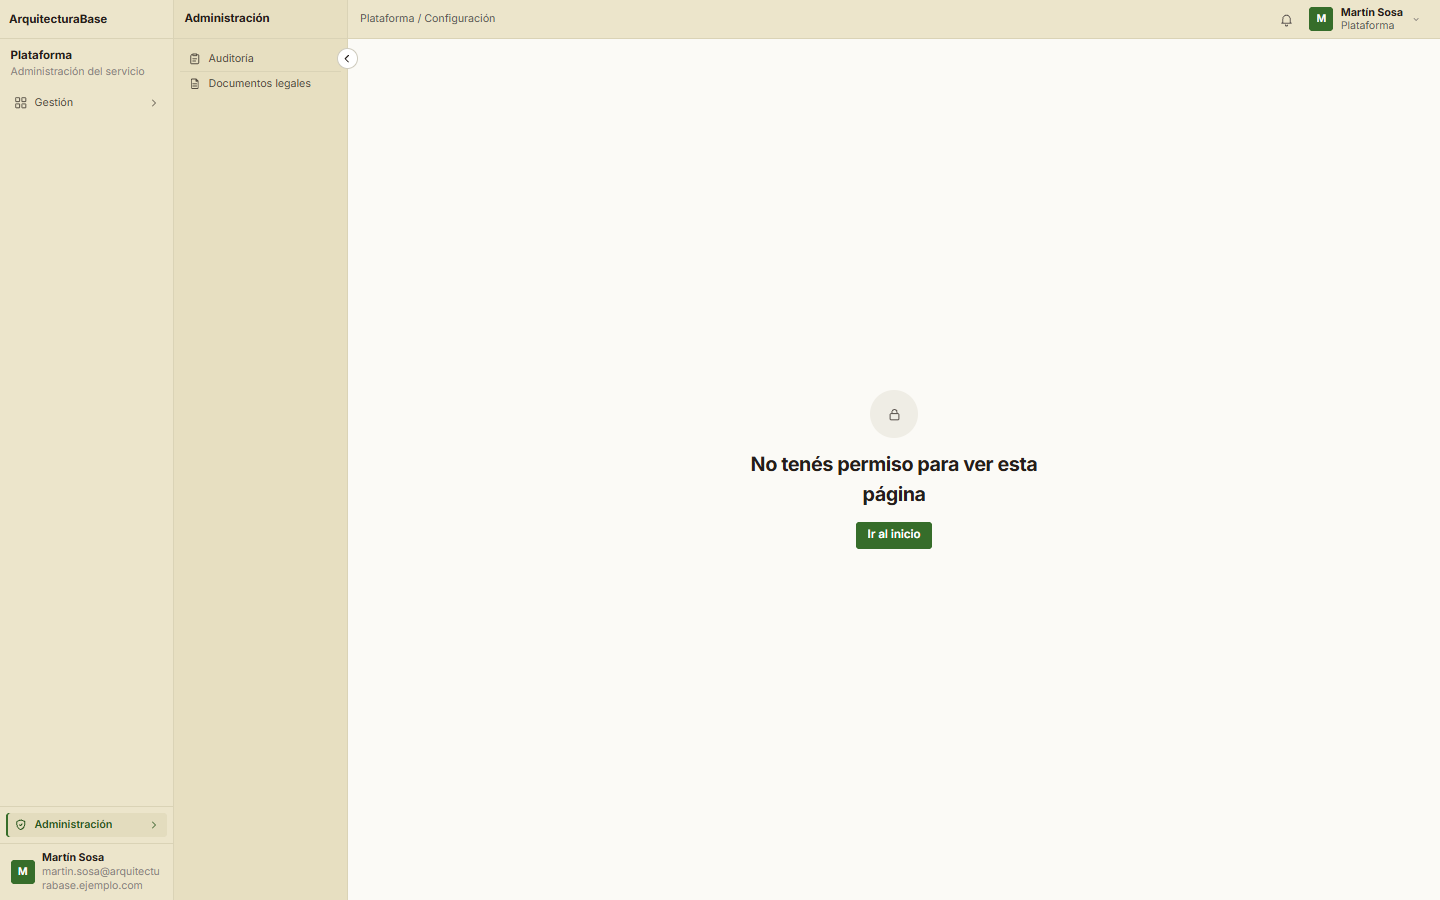 ArquitecturaBase
Plataforma
Administración del servicio
Gestión
Administración
Martín Sosa
martin.sosa@arquitectu
rabase.ejemplo.com
Administración
Auditoría
Documentos legales
Plataforma / Configuración
M
Martín Sosa
Plataforma
No tenés permiso para ver esta
página
Ir al inicio
M